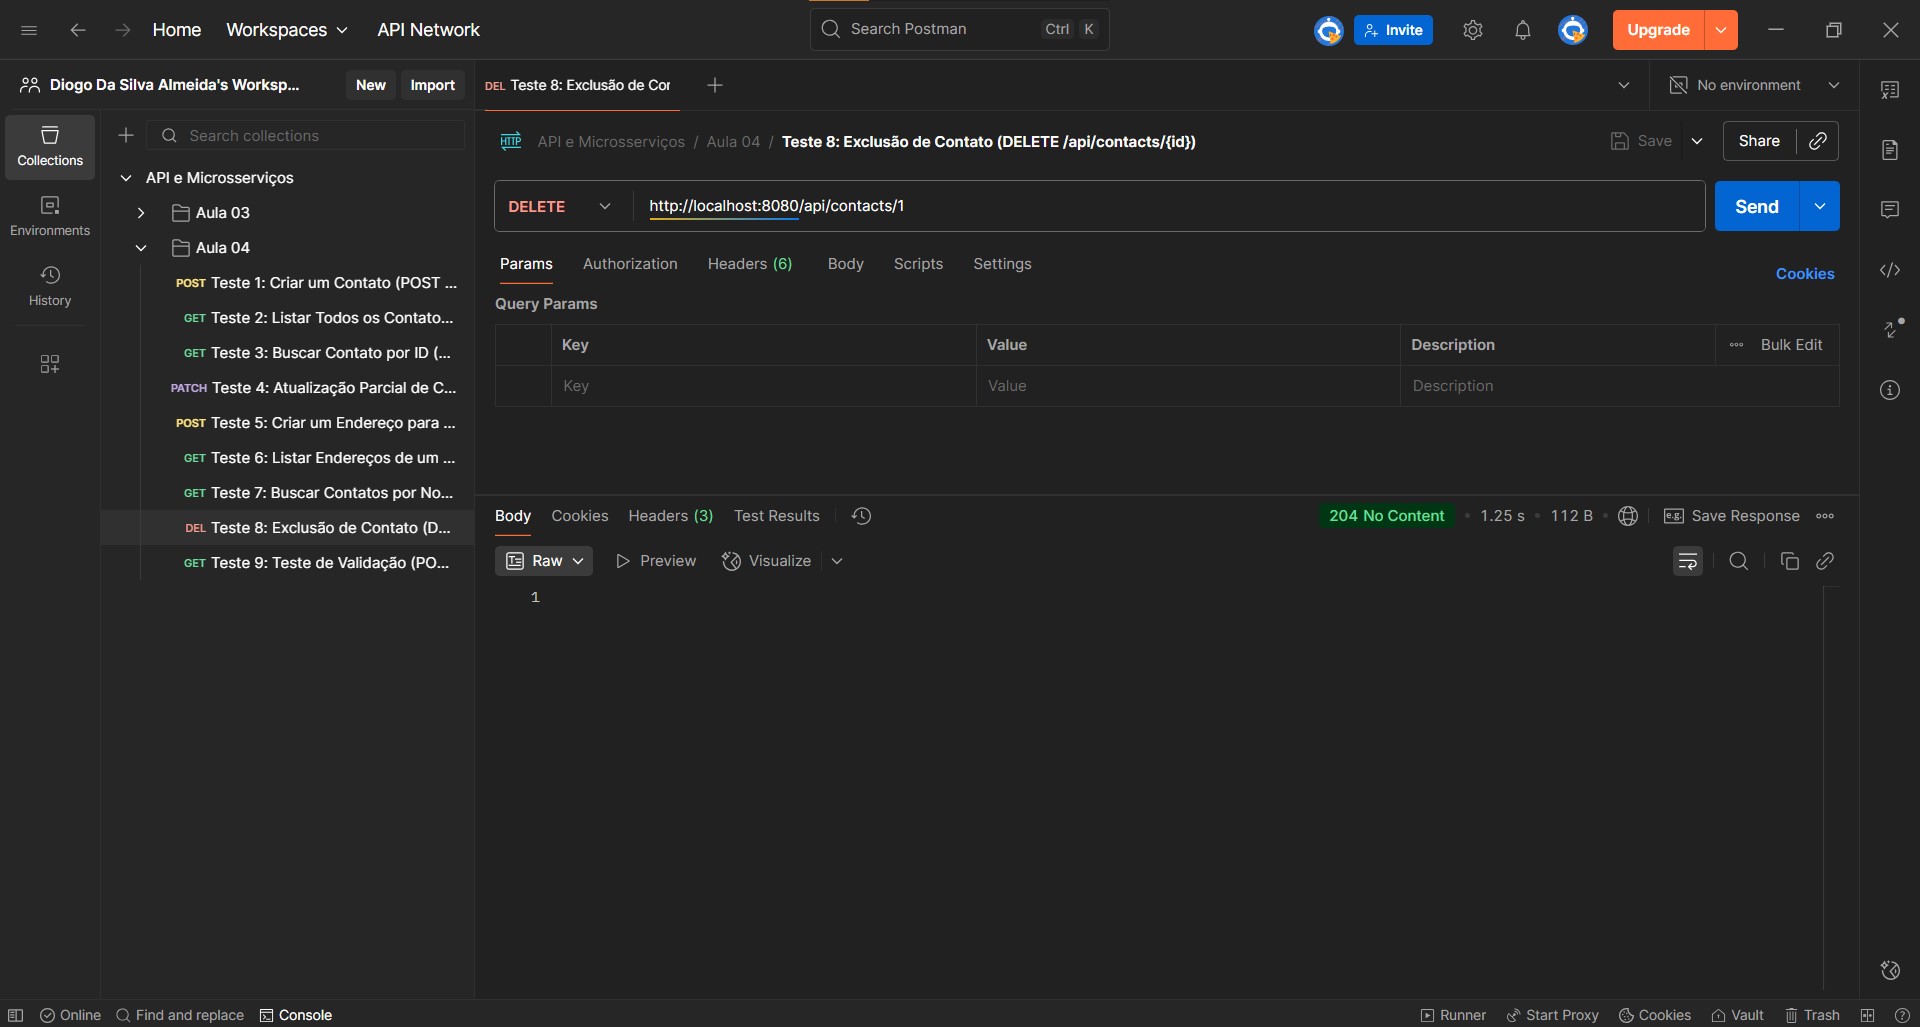 Home Workspaces API Network Search Postman Ctrl K Invite Upgrade
Diogo Da Silva Almeida's Worksp... New Import DEL Teste 8: Exclusão de Cor No environment
Collections
Environments
History
Search collections
API e Microsserviços
Aula 03
Aula 04
POST Teste 1: Criar um Contato (POST ...
GET Teste 2: Listar Todos os Contato...
GET Teste 3: Buscar Contato por ID (...
PATCH Teste 4: Atualização Parcial de C...
POST Teste 5: Criar um Endereço para ...
GET Teste 6: Listar Endereços de um ...
GET Teste 7: Buscar Contatos por No...
DEL Teste 8: Exclusão de Contato (D...
GET Teste 9: Teste de Validação (PO...
HTTP API e Microsserviços / Aula 04 / Teste 8: Exclusão de Contato (DELETE /api/contacts/{id}) Save Share
DELETE http://localhost:8080/api/contacts/1 Send
Params Authorization Headers (6) Body Scripts Settings Cookies
Query Params
Key Value Description Bulk Edit
Key Value Description
Body Cookies Headers (3) Test Results 204 No Content • 1.25 s • 112 B • e.g. Save Response
Raw Preview Visualize
1
Online Find and replace Console Runner Start Proxy Cookies Vault Trash